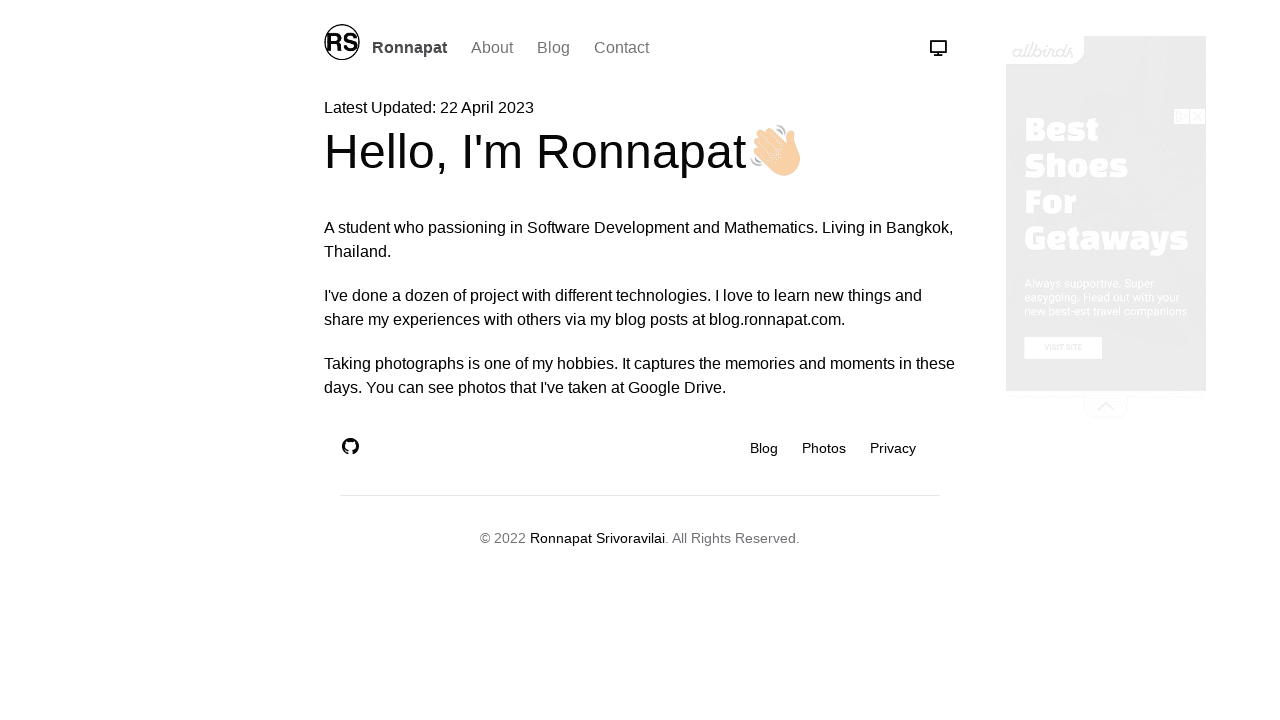 RS
Ronnapat About Blog Contact
Latest Updated: 22 April 2023
Hello, I'm Ronnapat
A student who passioning in Software Development and Mathematics. Living in Bangkok,
Thailand.
I've done a dozen of project with different technologies. I love to learn new things and
share my experiences with others via my blog posts at blog.ronnapat.com.
Taking photographs is one of my hobbies. It captures the memories and moments in these
days. You can see photos that I've taken at Google Drive.
Blog Photos Privacy
© 2022 Ronnapat Srivoravilai. All Rights Reserved.
allbirds
Best
Shoes
For
Getaways
Always supportive. Super
easygoing. Head out with your
new best-est travel companions
VISIT SITE